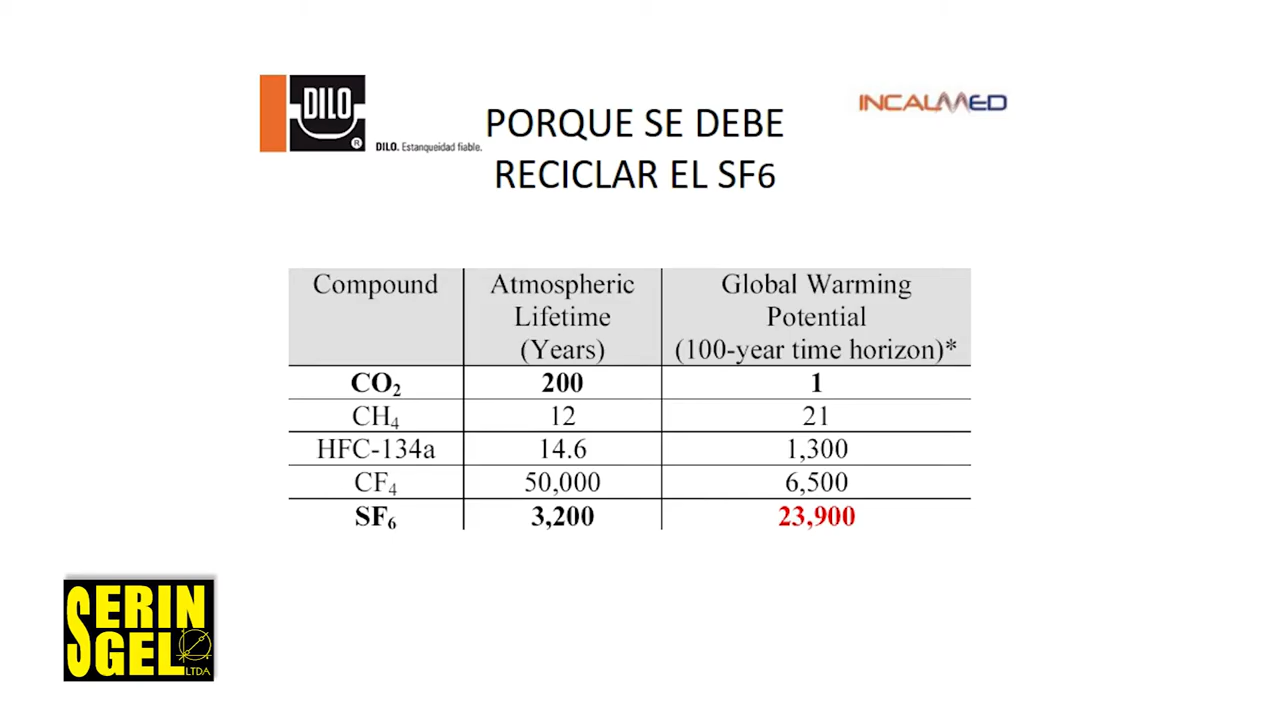 DILO
®
DILO. Estanqueidad fiable.
INCALMED
PORQUE SE DEBE
RECICLAR EL SF6
Compound Atmospheric Lifetime (Years) Global Warming Potential (100-year time horizon)*
CO₂ 200 1
CH₄ 12 21
HFC-134a 14.6 1,300
CF₄ 50,000 6,500
SF₆ 3,200 23,900
SERIN
GEL
LTDA